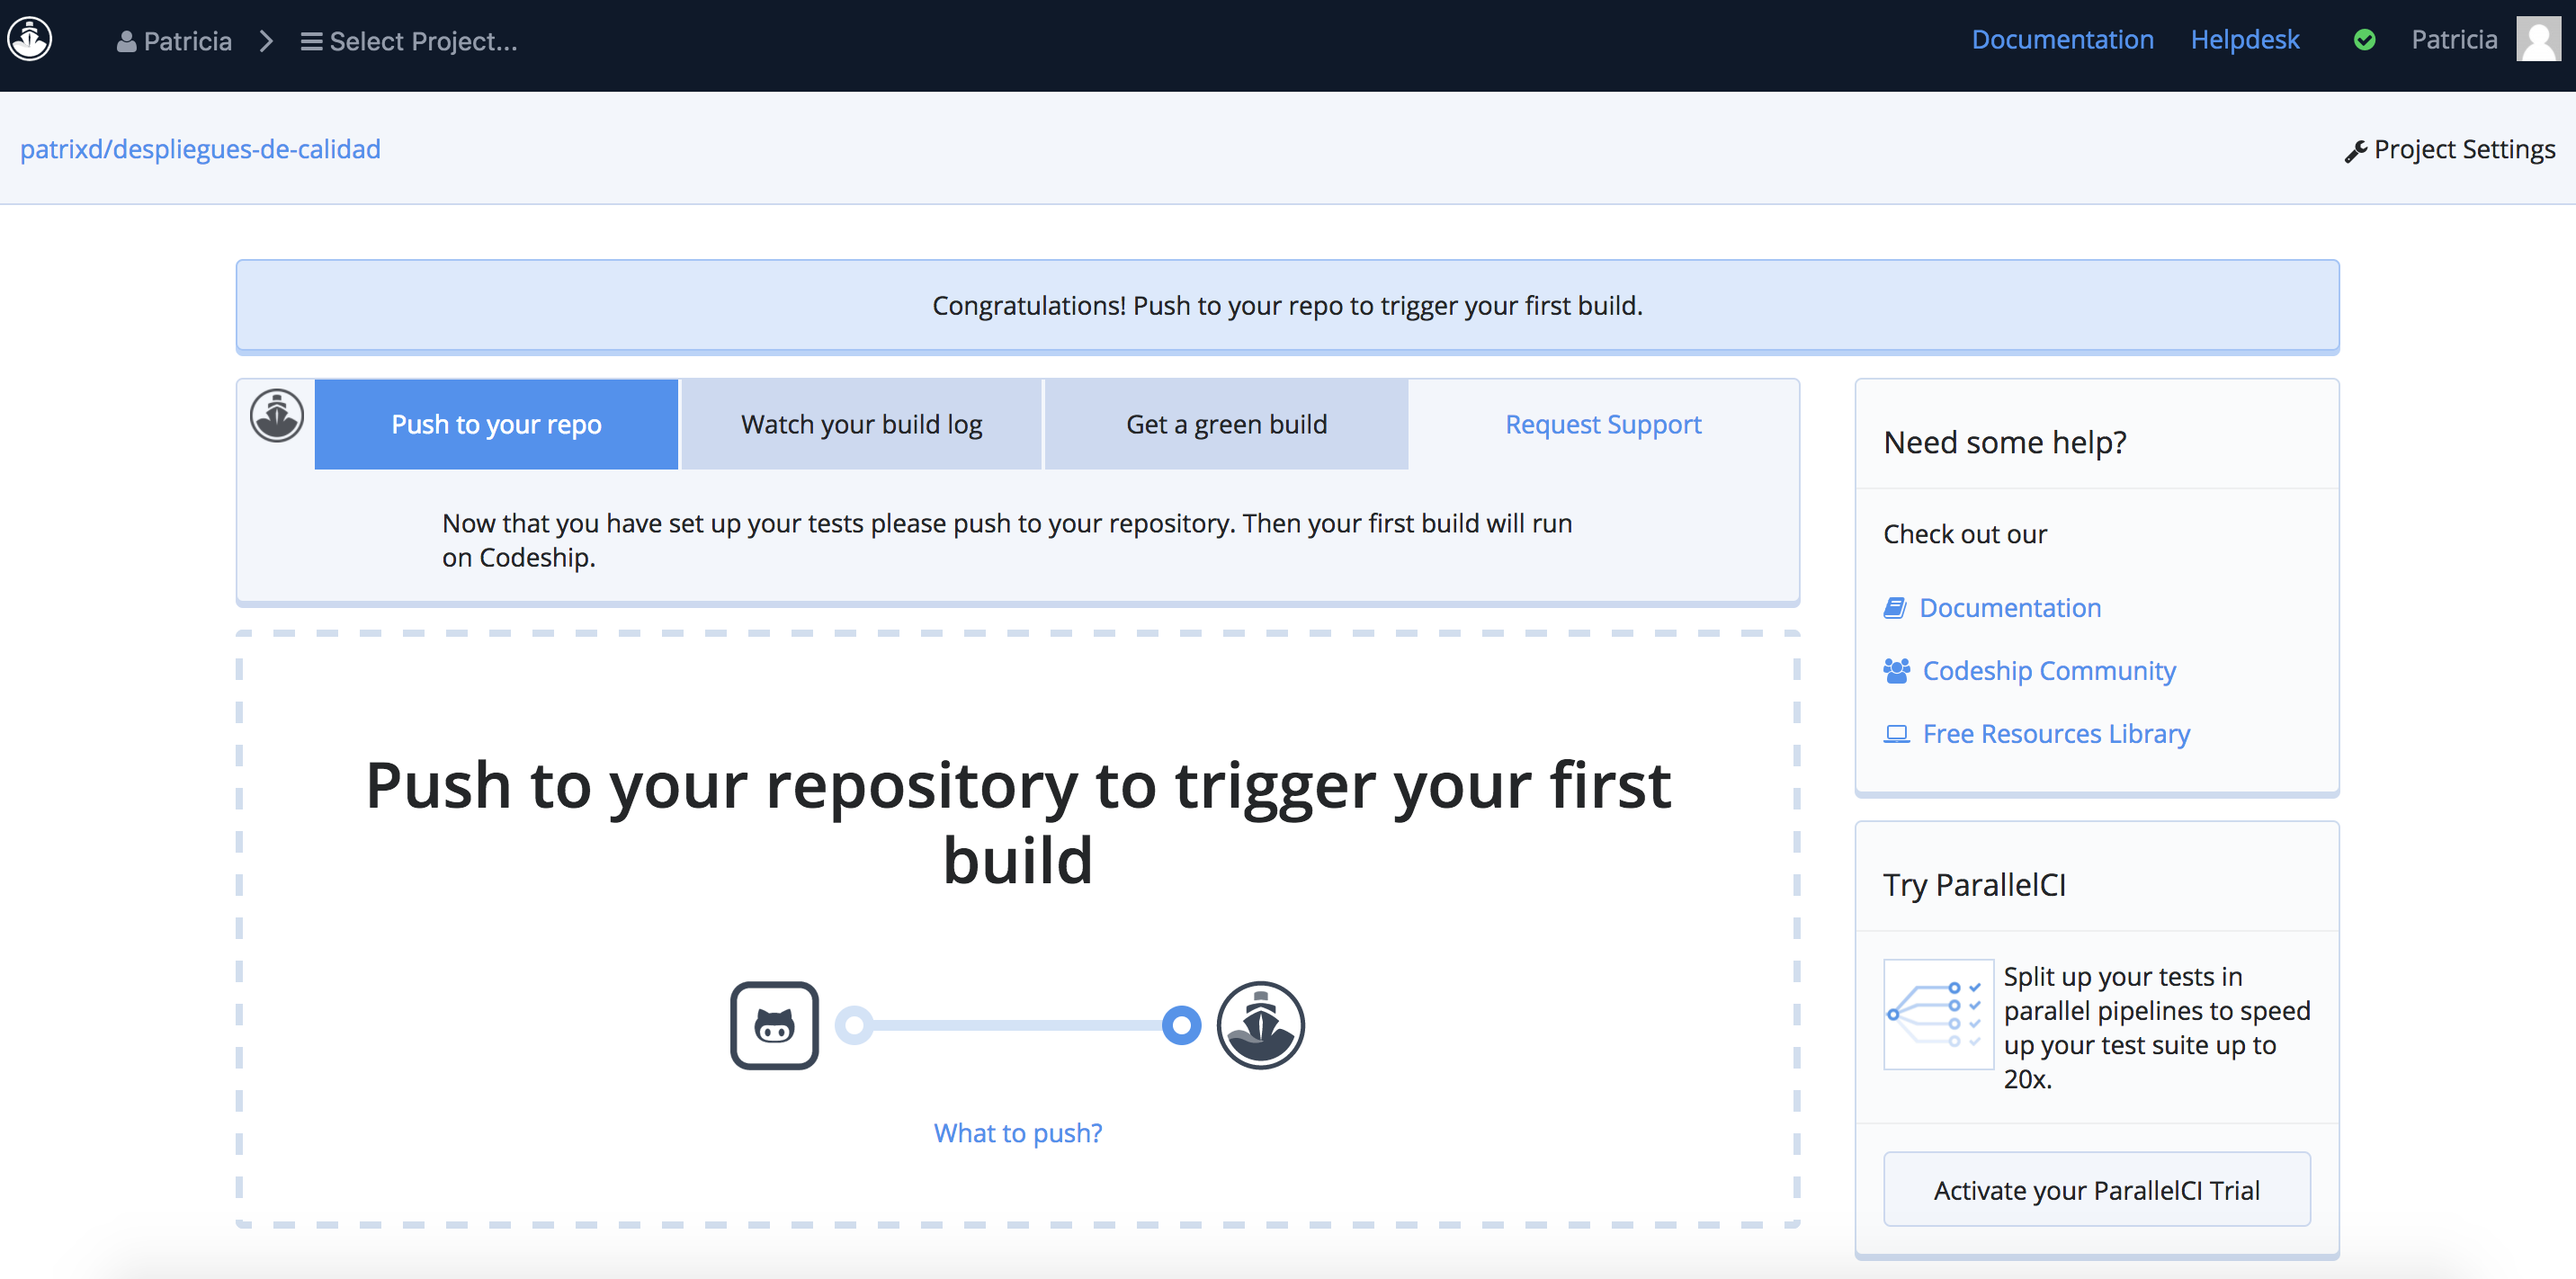 Patricia
Select Project...
Documentation
Helpdesk
Patricia
patrixd/despliegues-de-calidad
Project Settings
Congratulations! Push to your repo to trigger your first build.
Push to your repo
Watch your build log
Get a green build
Request Support
Now that you have set up your tests please push to your repository. Then your first build will run
on Codeship.
Push to your repository to trigger your first
build
What to push?
Need some help?
Check out our
Documentation
Codeship Community
Free Resources Library
Try ParallelCI
Split up your tests in
parallel pipelines to speed
up your test suite up to
20x.
Activate your ParallelCI Trial